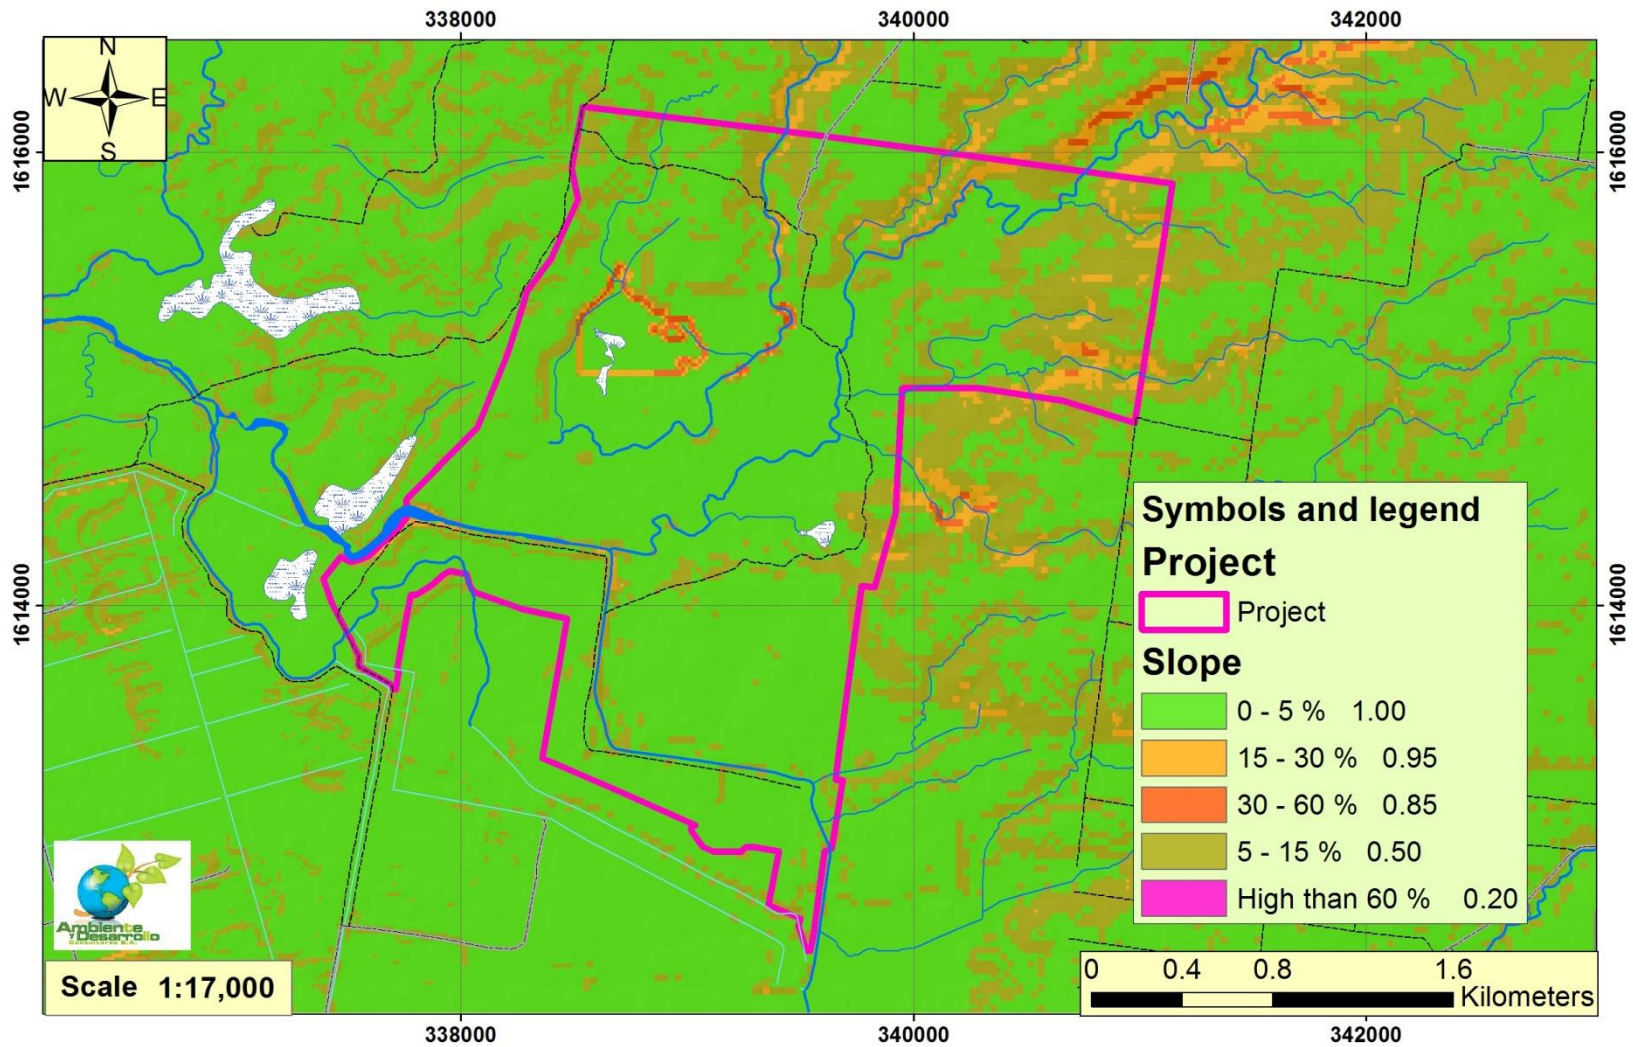 338000 340000 342000
N
W E
S
1616000 1616000
1614000 1614000
Symbols and legend
Project
Project
Slope
0 - 5 % 1.00
15 - 30 % 0.95
30 - 60 % 0.85
5 - 15 % 0.50
High than 60 % 0.20
Ambiente
y Desarrollo
Consultores S.A.
Scale 1:17,000
0 0.4 0.8 1.6
Kilometers
338000 340000 342000